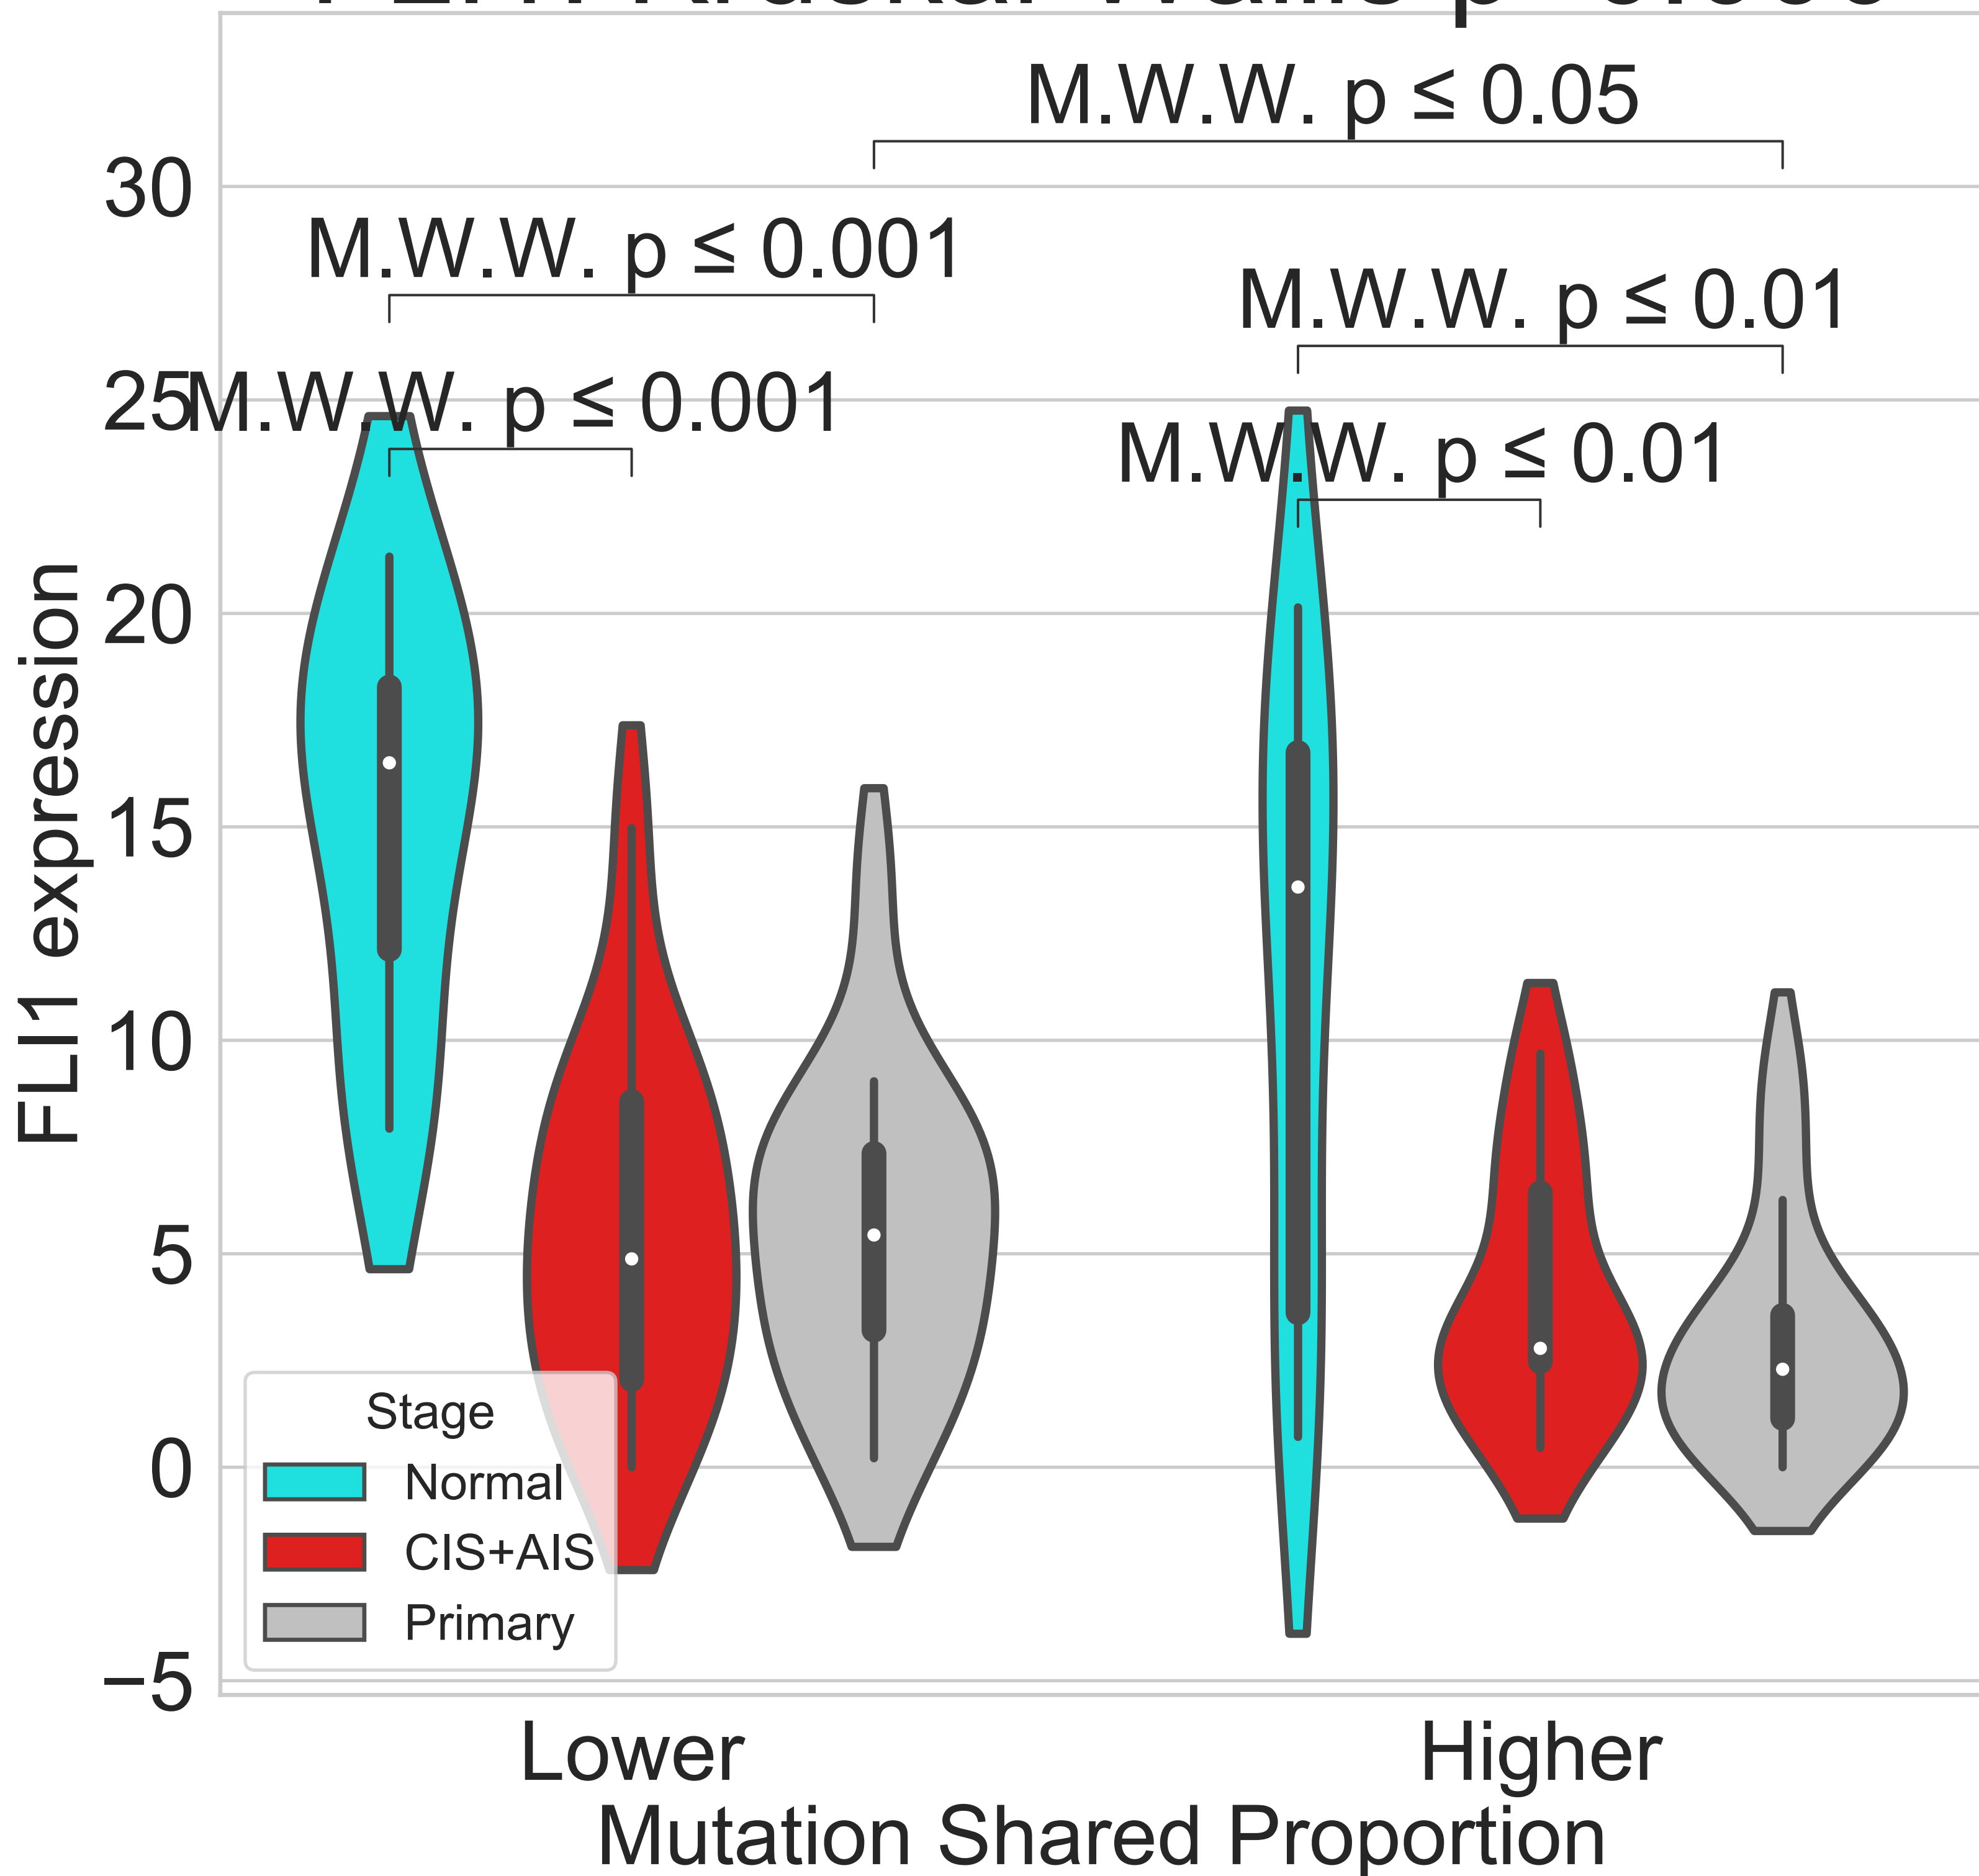 M.W.W. p ≤ 0.05
30
M.W.W. p ≤ 0.001
M.W.W. p ≤ 0.01
25
M.W.W. p ≤ 0.001
M.W.W. p ≤ 0.01
20
15
10
5
0
−5
FLI1 expression
Stage
Normal
CIS+AIS
Primary
Lower
Higher
Mutation Shared Proportion